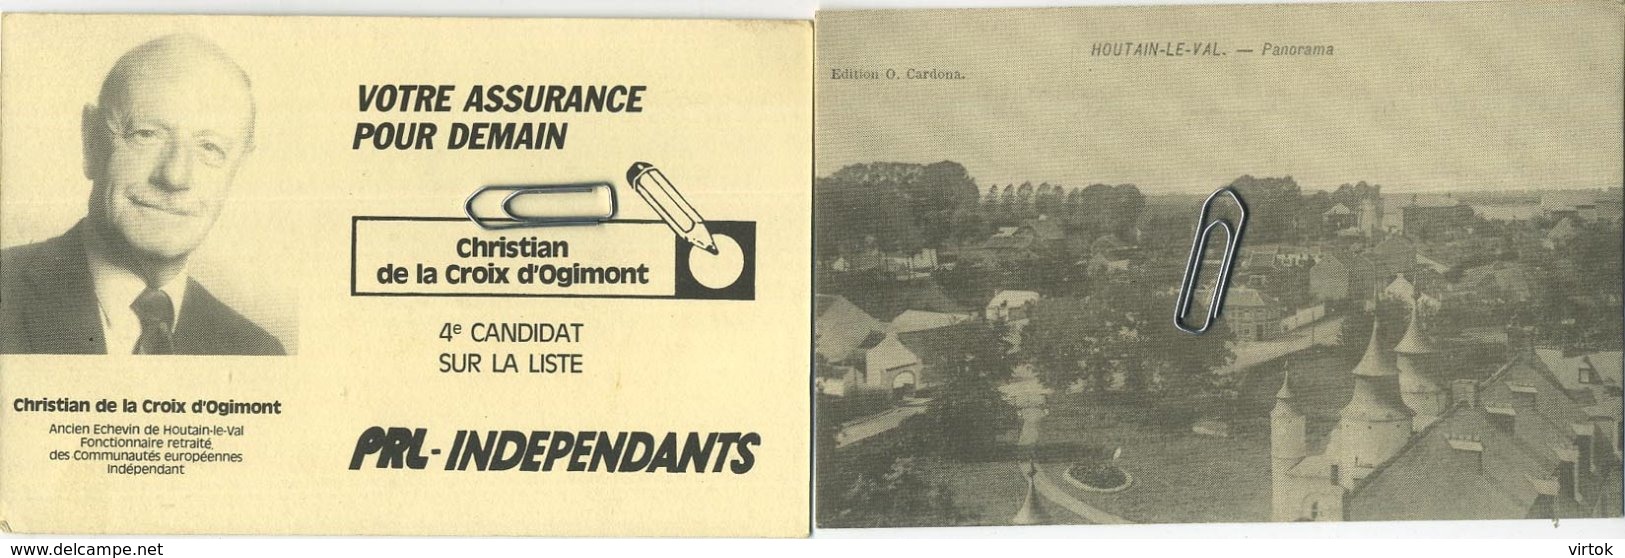 VOTRE ASSURANCE
POUR DEMAIN
Christian
de la Croix d'Ogimont
4e CANDIDAT
SUR LA LISTE
Christian de la Croix d'Ogimont
Ancien Echevin de Houtain-le-Val
Fonctionnaire retraité
des Communautés européennes
Indépendant
PRL-INDEPENDANTS
HOUTAIN-LE-VAL. — Panorama
Edition O. Cardona.
www.delcampe.net
virtok